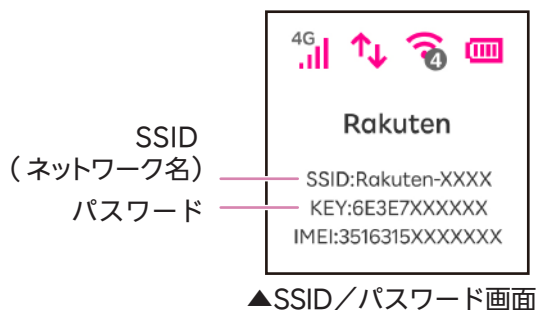 4G
4
Rakuten
SSID
(ネットワーク名)
SSID:Rakuten-XXXX
パスワード
KEY:6E3E7XXXXXX
IMEI:3516315XXXXXXX
▲SSID／パスワード画面